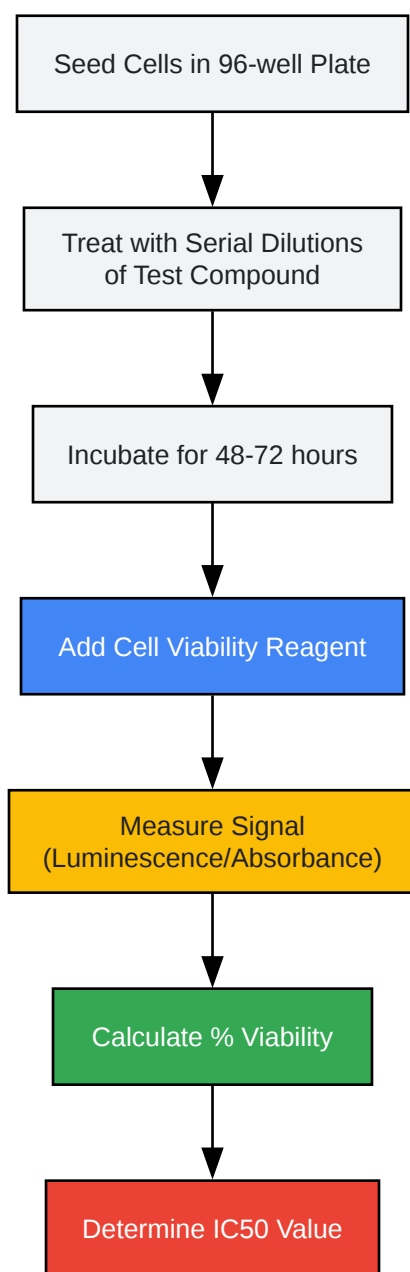 Seed Cells in 96-well Plate
Treat with Serial Dilutions
of Test Compound
Incubate for 48-72 hours
Add Cell Viability Reagent
Measure Signal
(Luminescence/Absorbance)
Calculate % Viability
Determine IC50 Value